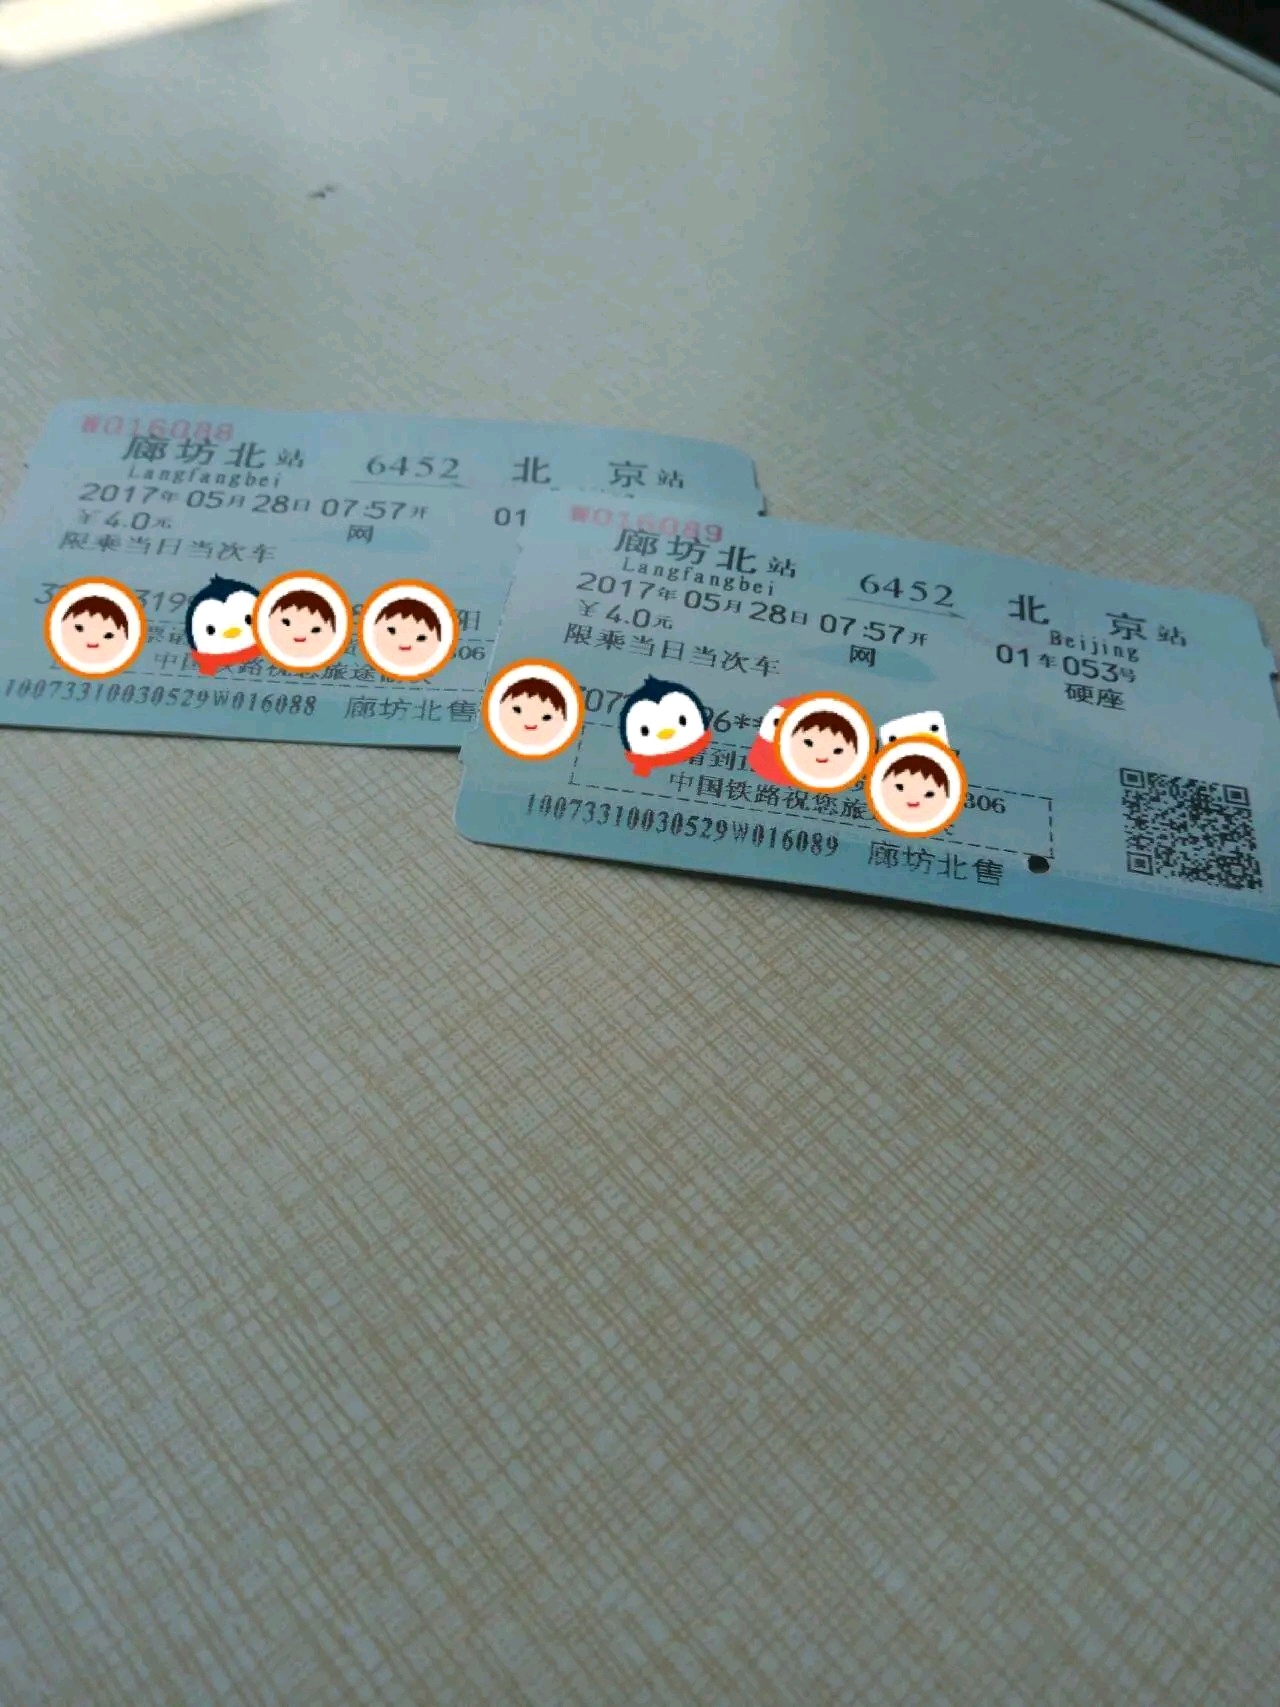 W016088
廊坊北站 6452 北京站
Langfangbei
2017年05月28日07:57开 01
￥4.0元 网
限乘当日当次车
319
306
中国铁路祝您旅途
10073310030529W016088 廊坊北售
W016089
廊坊北站 6452 北京站
Langfangbei Beijing
2017年05月28日07:57开 01车053号
￥4.0元 网 硬座
限乘当日当次车
6**
306
中国铁路祝您旅
10073310030529W016089 廊坊北售